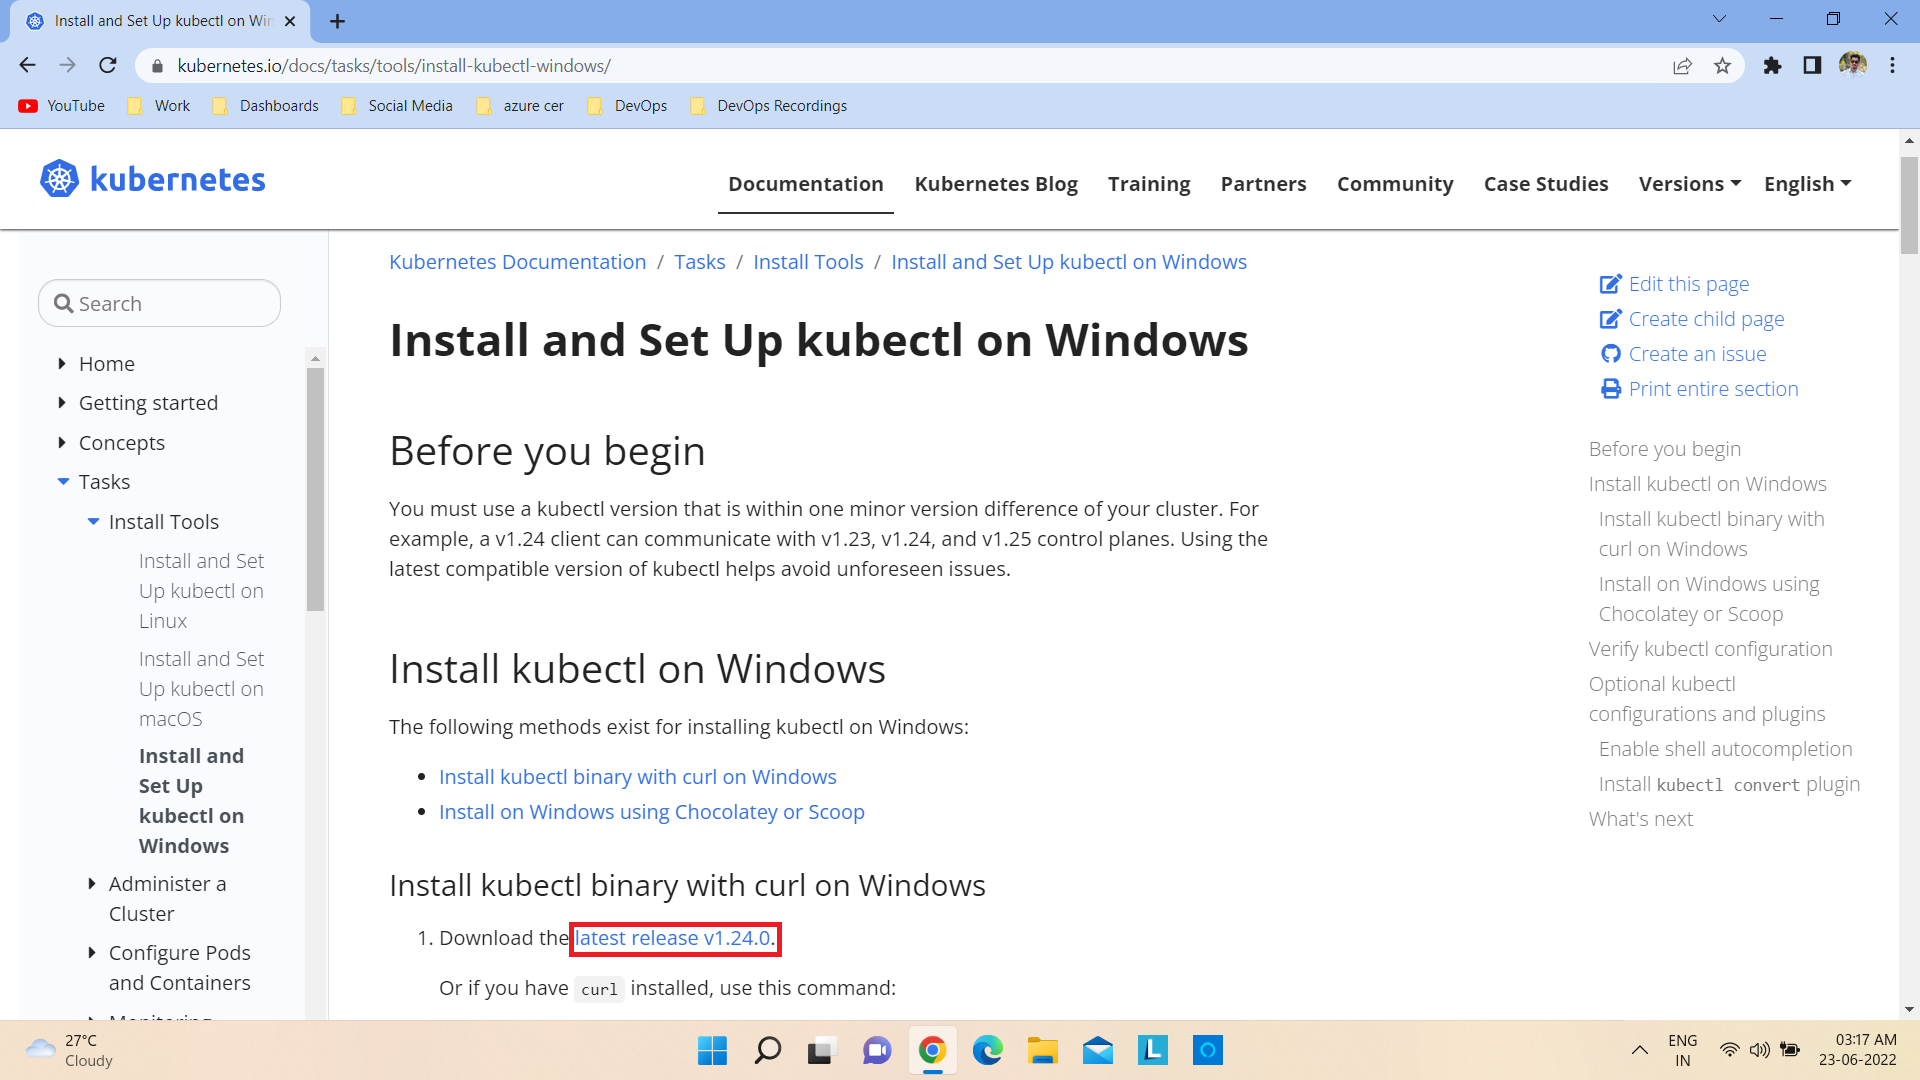 Install and Set Up kubectl on Win
kubernetes.io/docs/tasks/tools/install-kubectl-windows/
YouTube Work Dashboards Social Media azure cer DevOps DevOps Recordings
kubernetes
Documentation Kubernetes Blog Training Partners Community Case Studies Versions English
Search
Home
Getting started
Concepts
Tasks
Install Tools
Install and Set
Up kubectl on
Linux
Install and Set
Up kubectl on
macOS
Install and
Set Up
kubectl on
Windows
Administer a
Cluster
Configure Pods
and Containers
Monitoring
Kubernetes Documentation / Tasks / Install Tools / Install and Set Up kubectl on Windows
Install and Set Up kubectl on Windows
Before you begin
You must use a kubectl version that is within one minor version difference of your cluster. For
example, a v1.24 client can communicate with v1.23, v1.24, and v1.25 control planes. Using the
latest compatible version of kubectl helps avoid unforeseen issues.
Install kubectl on Windows
The following methods exist for installing kubectl on Windows:
• Install kubectl binary with curl on Windows
• Install on Windows using Chocolatey or Scoop
Install kubectl binary with curl on Windows
1. Download the latest release v1.24.0.
Or if you have curl installed, use this command:
Edit this page
Create child page
Create an issue
Print entire section
Before you begin
Install kubectl on Windows
Install kubectl binary with
curl on Windows
Install on Windows using
Chocolatey or Scoop
Verify kubectl configuration
Optional kubectl
configurations and plugins
Enable shell autocompletion
Install kubectl convert plugin
What's next
27°C
Cloudy
L
ENG
IN
03:17 AM
23-06-2022